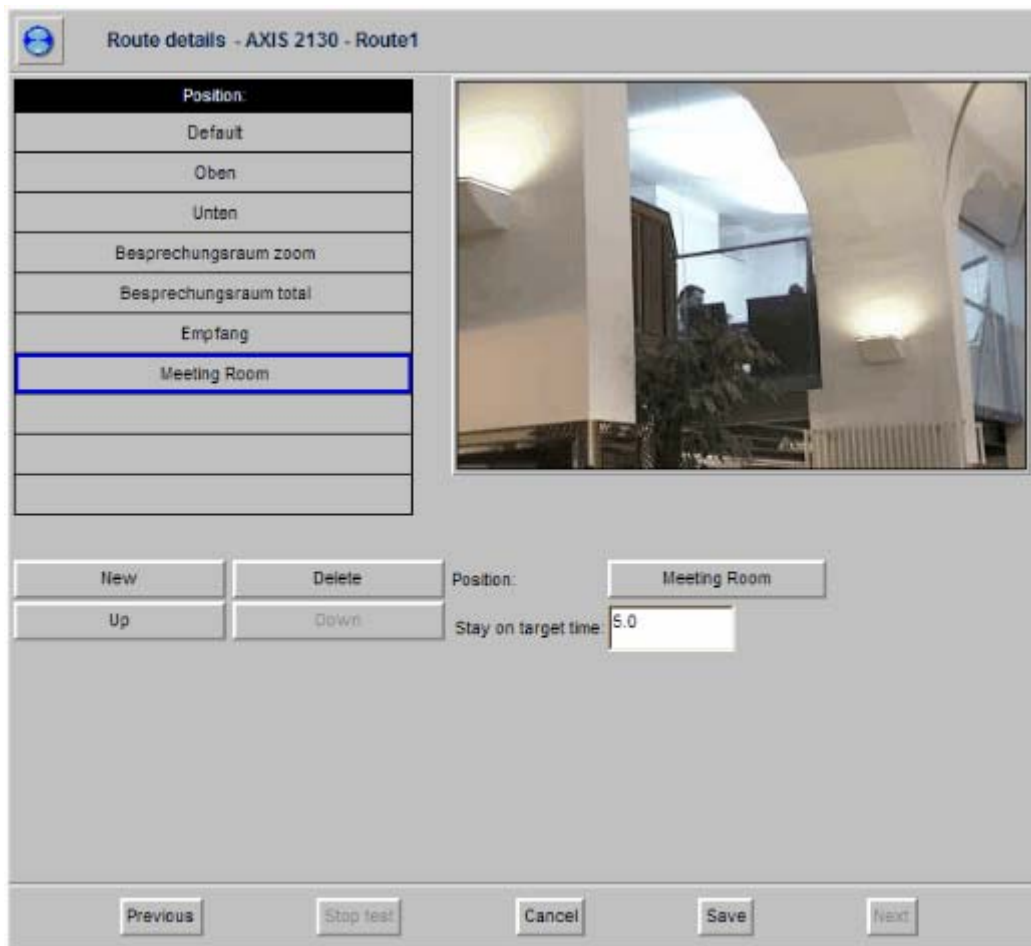 Route details - AXIS 2130 - Route1
Position:
Default
Oben
Unten
Besprechungsraum zoom
Besprechungsraum total
Empfang
Meeting Room
New
Delete
Position:
Meeting Room
Up
Down
Stay on target time:
5.0
Previous
Stop test
Cancel
Save
Next